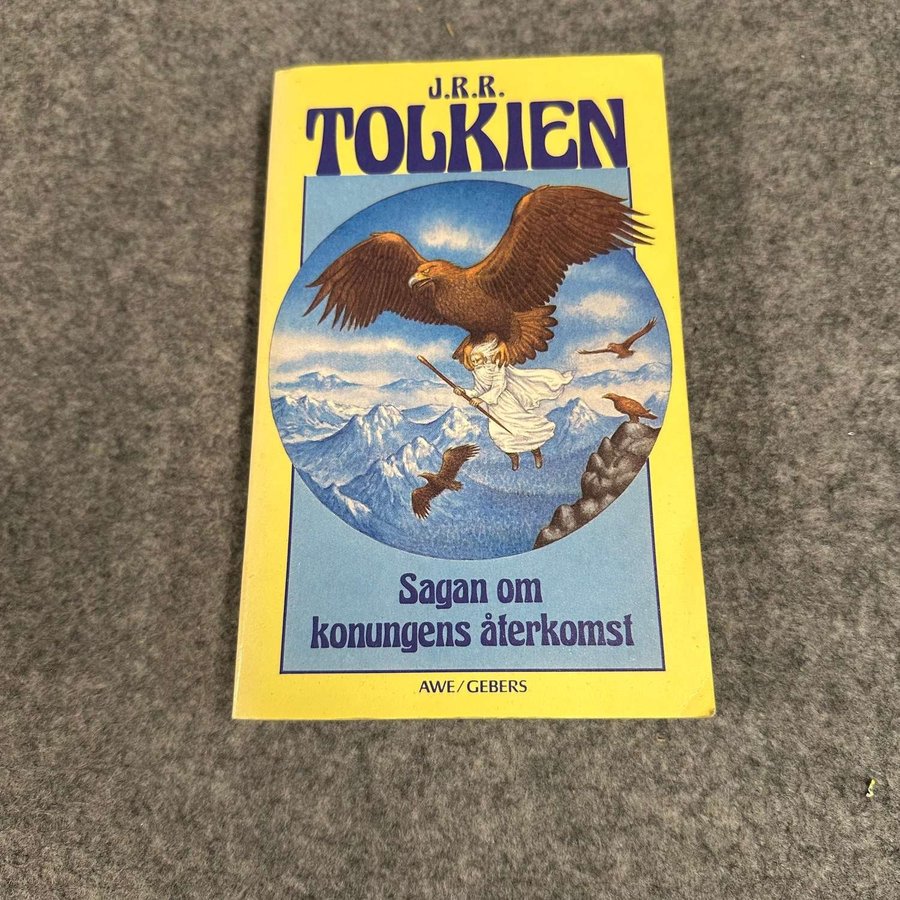 J.R.R.
TOLKIEN
Sagan om
konungens återkomst
AWE/GEBERS